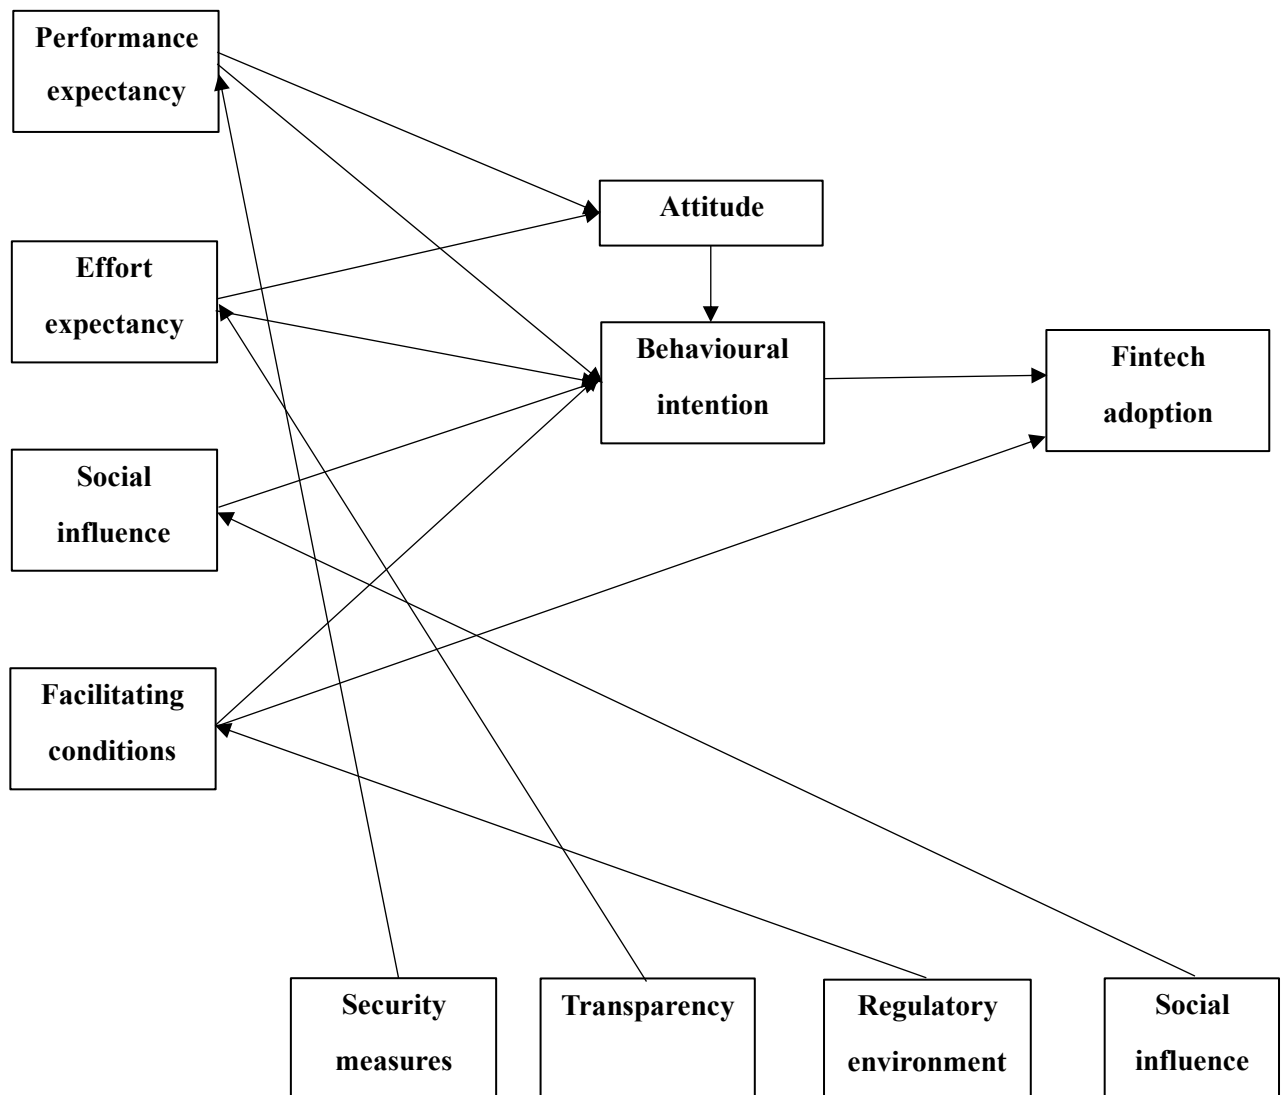 Performance
expectancy
Attitude
Effort
expectancy
Behavioural
intention
Fintech
adoption
Social
influence
Facilitating
conditions
Security
measures
Transparency
Regulatory
environment
Social
influence